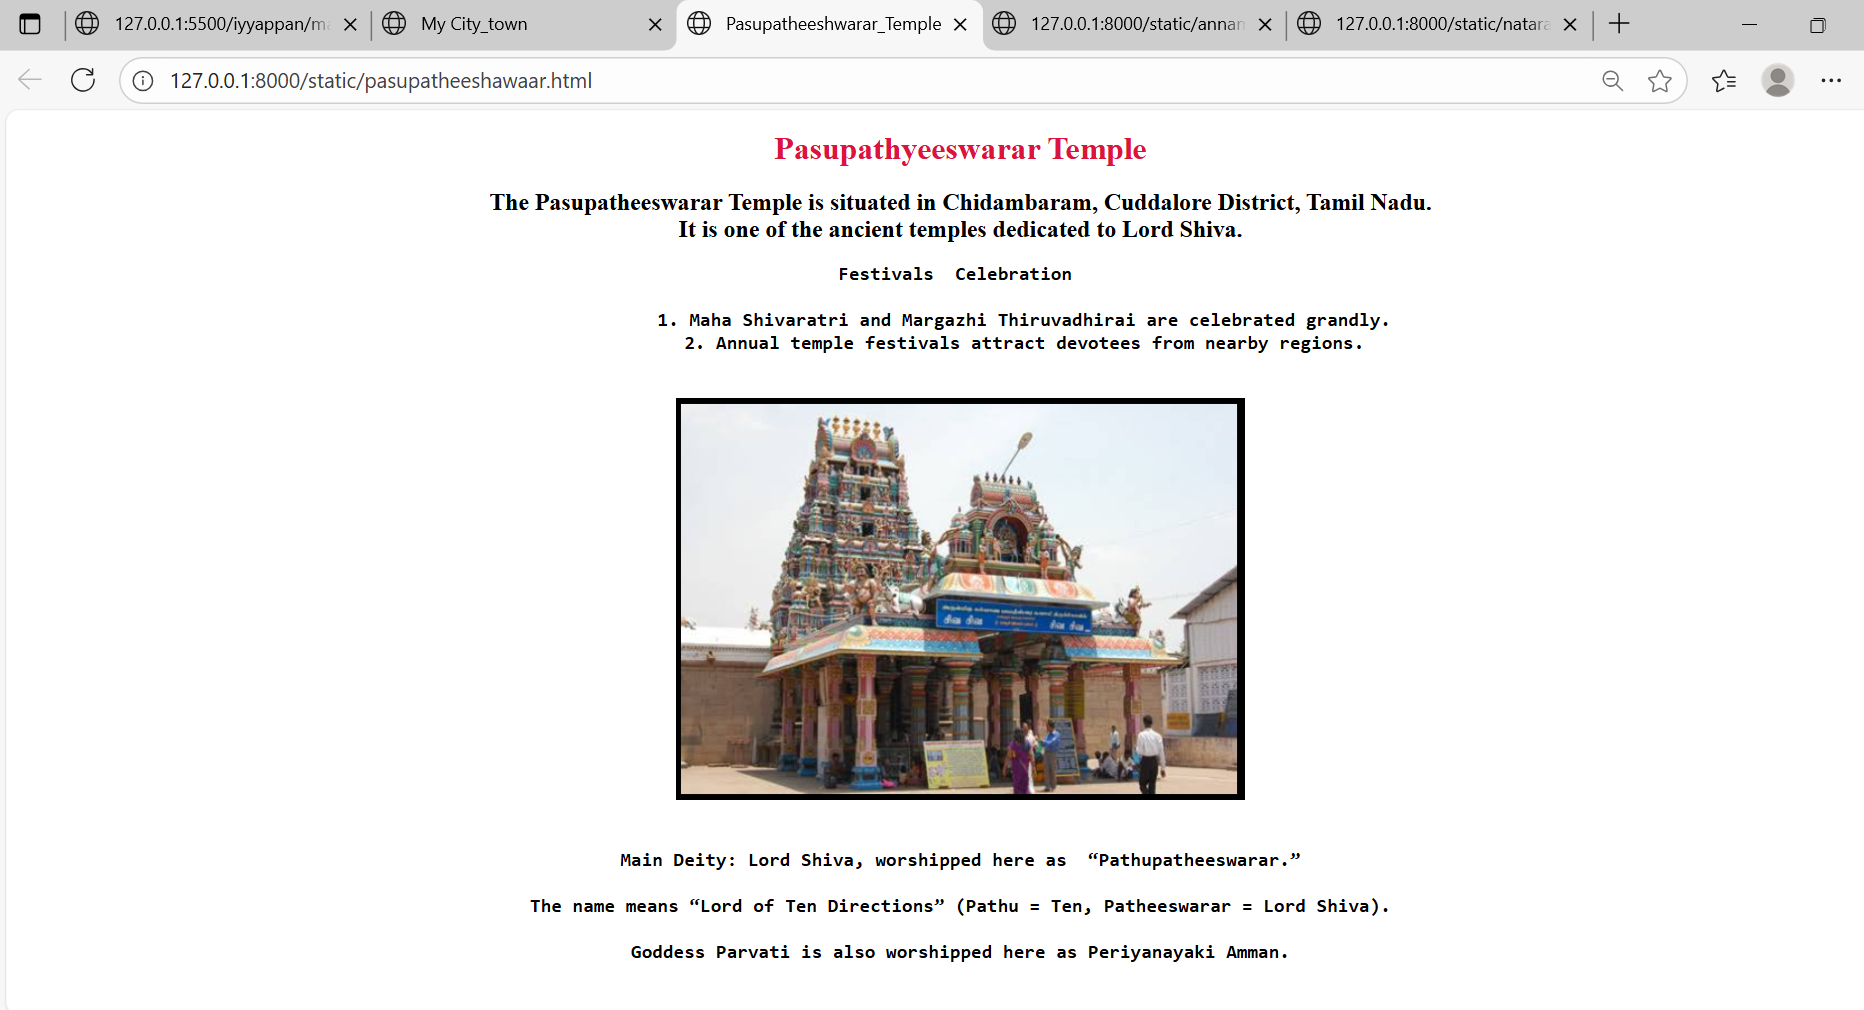 127.0.0.1:5500/iyyappan/ma
My City_town
Pasupatheeshwarar_Temple
127.0.0.1:8000/static/annan
127.0.0.1:8000/static/natara
127.0.0.1:8000/static/pasupatheeshawaar.html
Pasupathyeeswarar Temple
The Pasupatheeswarar Temple is situated in Chidambaram, Cuddalore District, Tamil Nadu.
It is one of the ancient temples dedicated to Lord Shiva.
Festivals  Celebration
1. Maha Shivaratri and Margazhi Thiruvadhirai are celebrated grandly.
2. Annual temple festivals attract devotees from nearby regions.
சிவ சிவ சிவ சிவ
Main Deity: Lord Shiva, worshipped here as  “Pathupatheeswarar.”
The name means “Lord of Ten Directions” (Pathu = Ten, Patheeswarar = Lord Shiva).
Goddess Parvati is also worshipped here as Periyanayaki Amman.